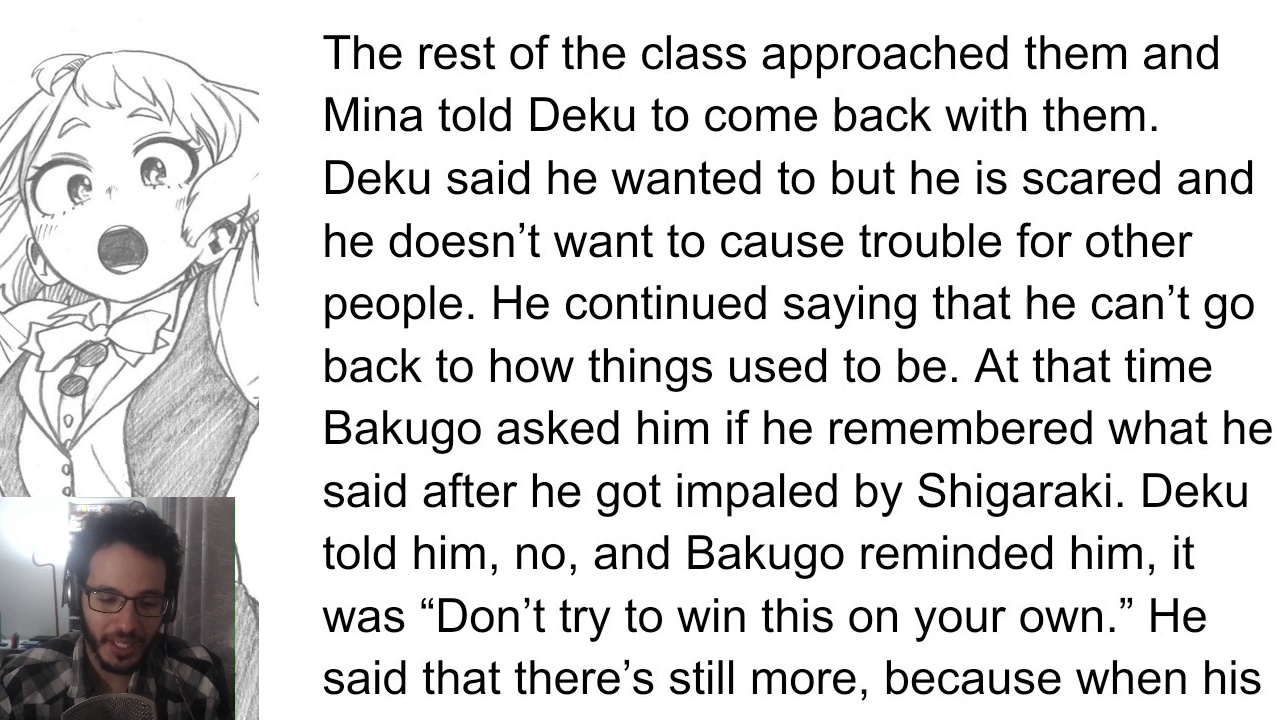 The rest of the class approached them and
Mina told Deku to come back with them.
Deku said he wanted to but he is scared and
he doesn’t want to cause trouble for other
people. He continued saying that he can’t go
back to how things used to be. At that time
Bakugo asked him if he remembered what he
said after he got impaled by Shigaraki. Deku
told him, no, and Bakugo reminded him, it
was “Don’t try to win this on your own.” He
said that there’s still more, because when his